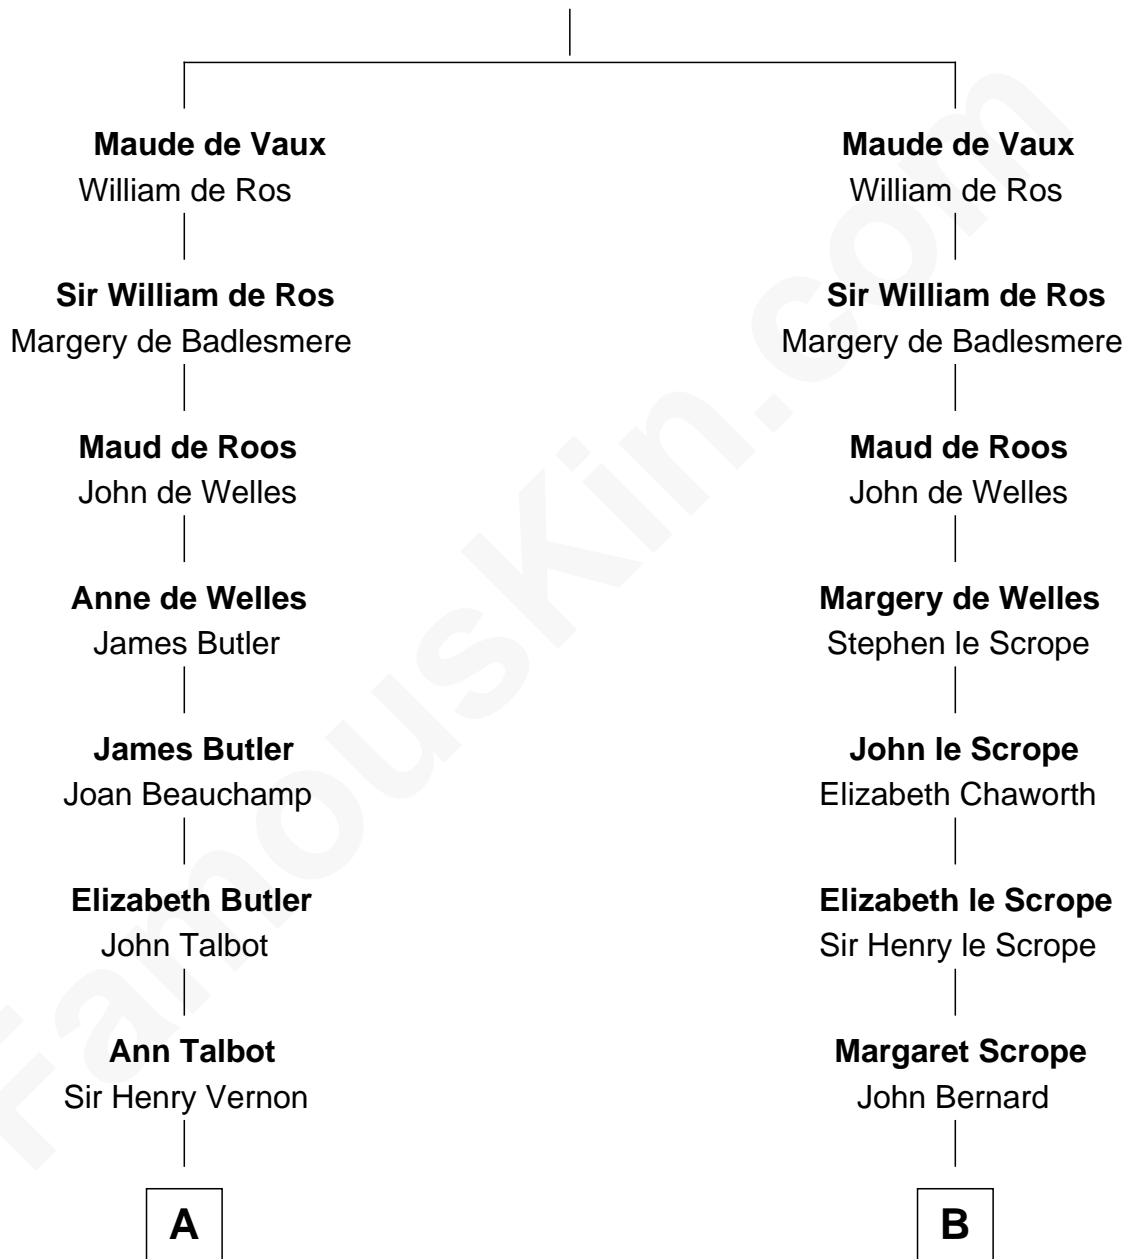 Maude de Vaux
William de Ros
Sir William de Ros
Margery de Badlesmere
Maud de Roos
John de Welles
Anne de Welles
James Butler
James Butler
Joan Beauchamp
Elizabeth Butler
John Talbot
Ann Talbot
Sir Henry Vernon
A
Maude de Vaux
William de Ros
Sir William de Ros
Margery de Badlesmere
Maud de Roos
John de Welles
Margery de Welles
Stephen le Scrope
John le Scrope
Elizabeth Chaworth
Elizabeth le Scrope
Sir Henry le Scrope
Margaret Scrope
John Bernard
B
FamousKin.com